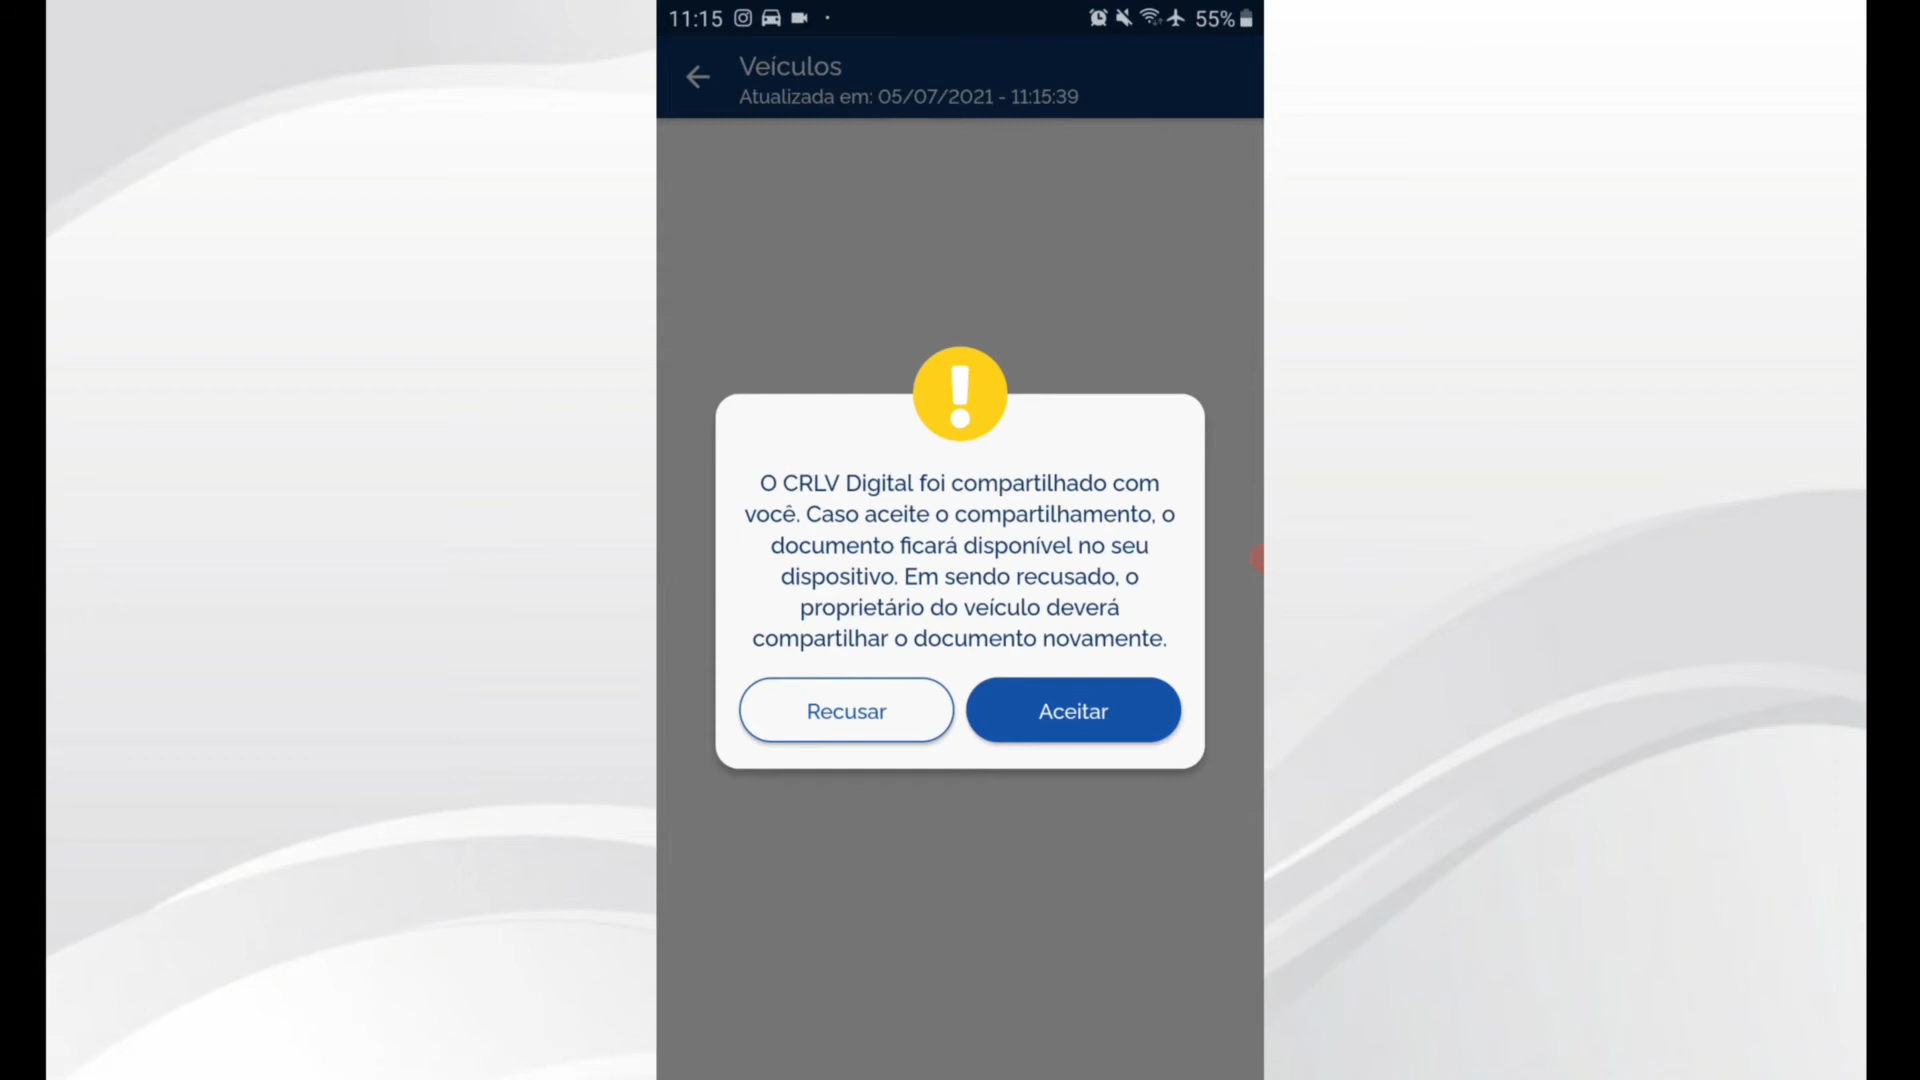 11:15
55%
Veículos
Atualizada em: 05/07/2021 - 11:15:39
O CRLV Digital foi compartilhado com
você. Caso aceite o compartilhamento, o
documento ficará disponível no seu
dispositivo. Em sendo recusado, o
proprietário do veículo deverá
compartilhar o documento novamente.
Recusar
Aceitar